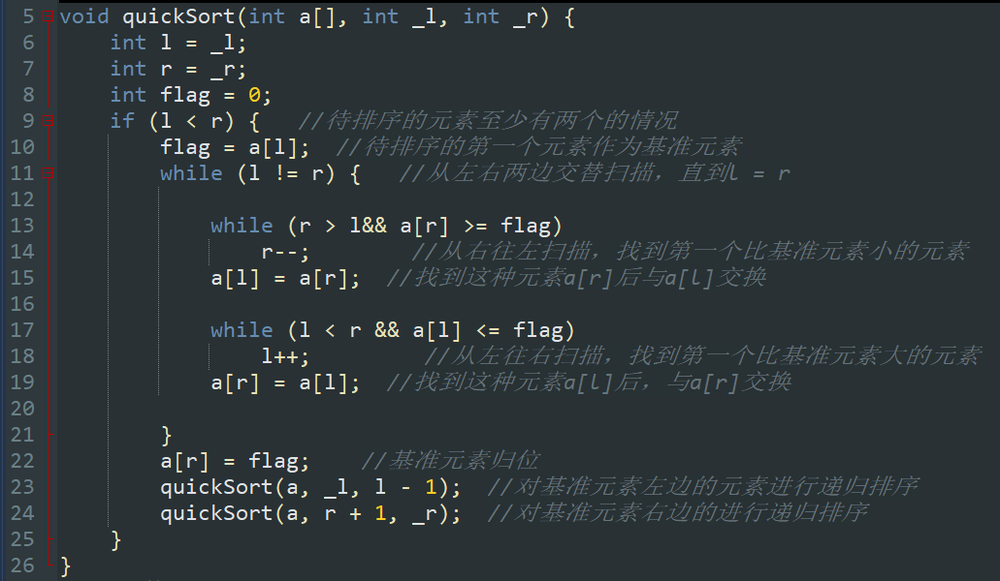 5 void quickSort(int a[], int _l, int _r) {
6 int l = _l;
7 int r = _r;
8 int flag = 0;
9 if (l < r) { //待排序的元素至少有两个的情况
10 flag = a[l]; //待排序的第一个元素作为基准元素
11 while (l != r) { //从左右两边交替扫描，直到l = r
12
13 while (r > l&& a[r] >= flag)
14 r--; //从右往左扫描，找到第一个比基准元素小的元素
15 a[l] = a[r]; //找到这种元素a[r]后与a[l]交换
16
17 while (l < r && a[l] <= flag)
18 l++; //从左往右扫描，找到第一个比基准元素大的元素
19 a[r] = a[l]; //找到这种元素a[l]后，与a[r]交换
20
21 }
22 a[r] = flag; //基准元素归位
23 quickSort(a, _l, l - 1); //对基准元素左边的元素进行递归排序
24 quickSort(a, r + 1, _r); //对基准元素右边的进行递归排序
25 }
26 }